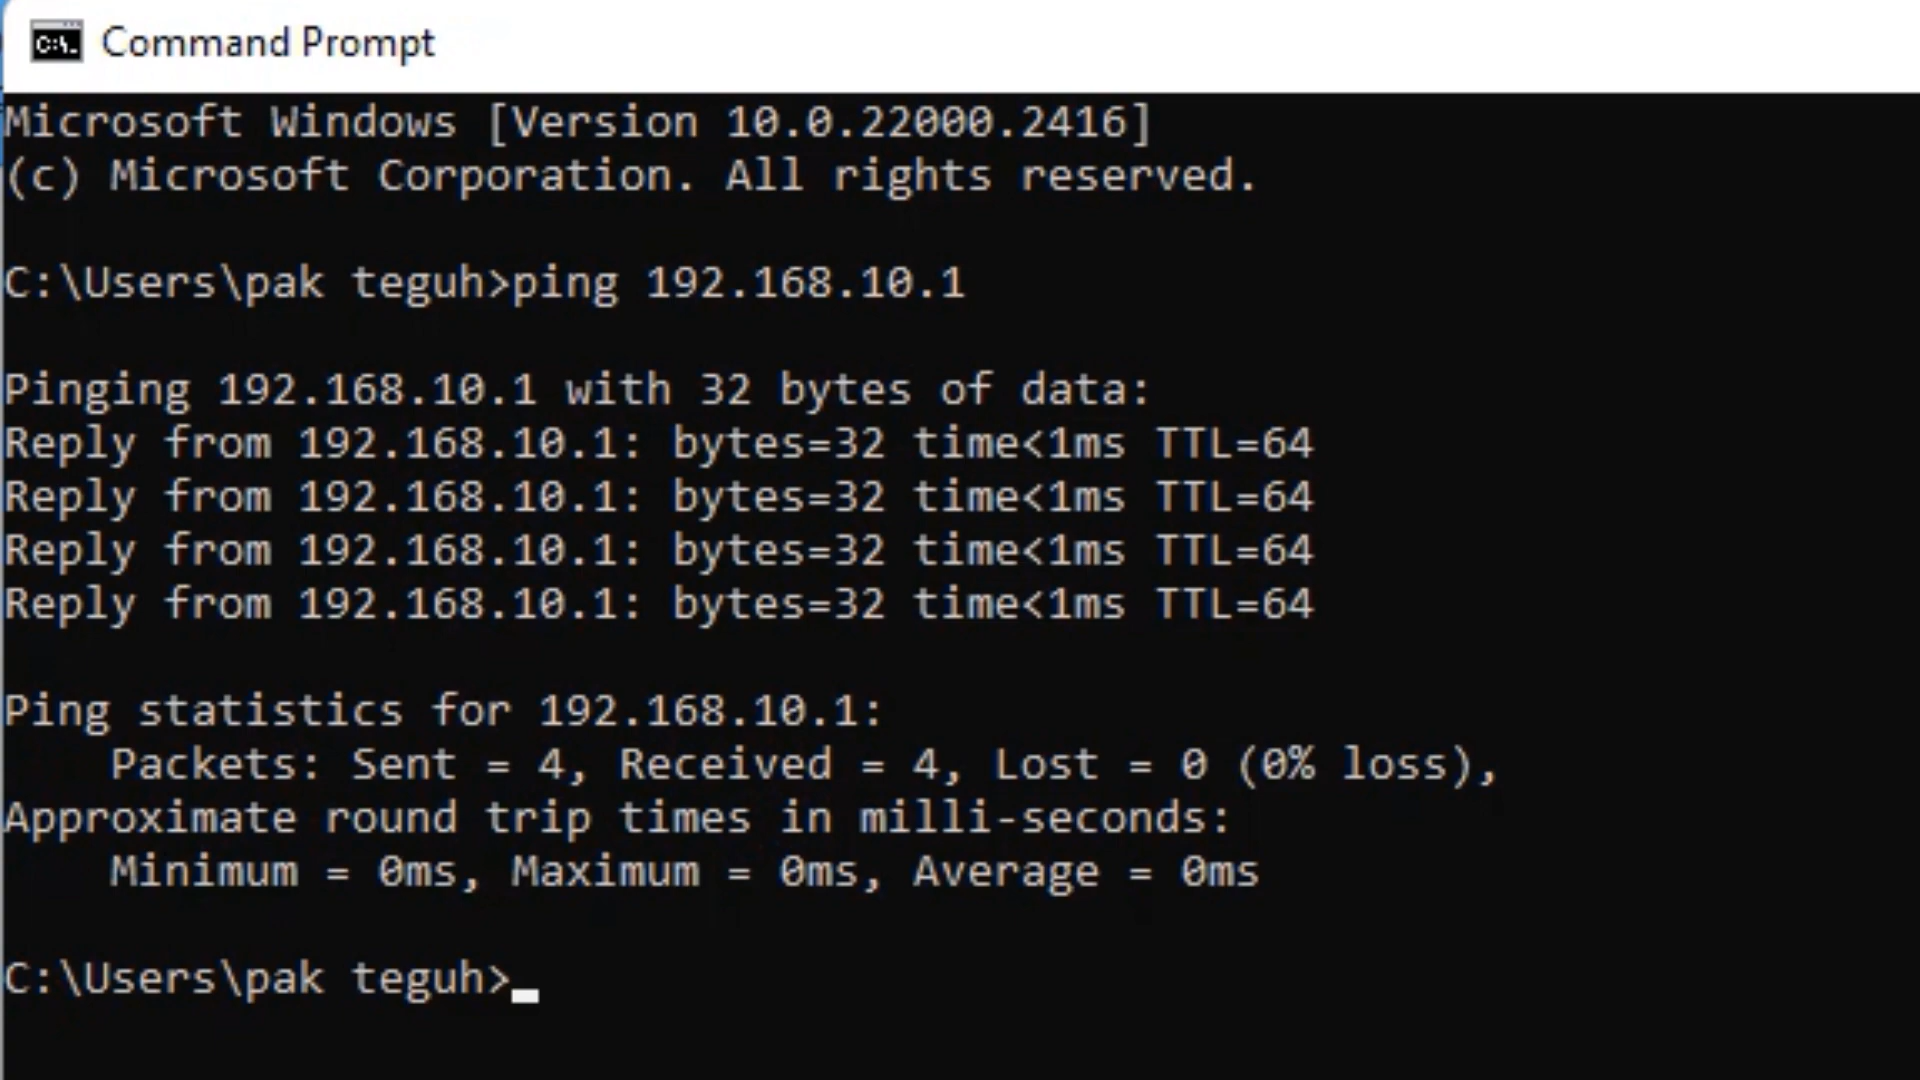 Command Prompt
Microsoft Windows [Version 10.0.22000.2416]
(c) Microsoft Corporation. All rights reserved.
C:\Users\pak teguh>ping 192.168.10.1
Pinging 192.168.10.1 with 32 bytes of data:
Reply from 192.168.10.1: bytes=32 time<1ms TTL=64
Reply from 192.168.10.1: bytes=32 time<1ms TTL=64
Reply from 192.168.10.1: bytes=32 time<1ms TTL=64
Reply from 192.168.10.1: bytes=32 time<1ms TTL=64
Ping statistics for 192.168.10.1:
    Packets: Sent = 4, Received = 4, Lost = 0 (0% loss),
Approximate round trip times in milli-seconds:
    Minimum = 0ms, Maximum = 0ms, Average = 0ms
C:\Users\pak teguh>